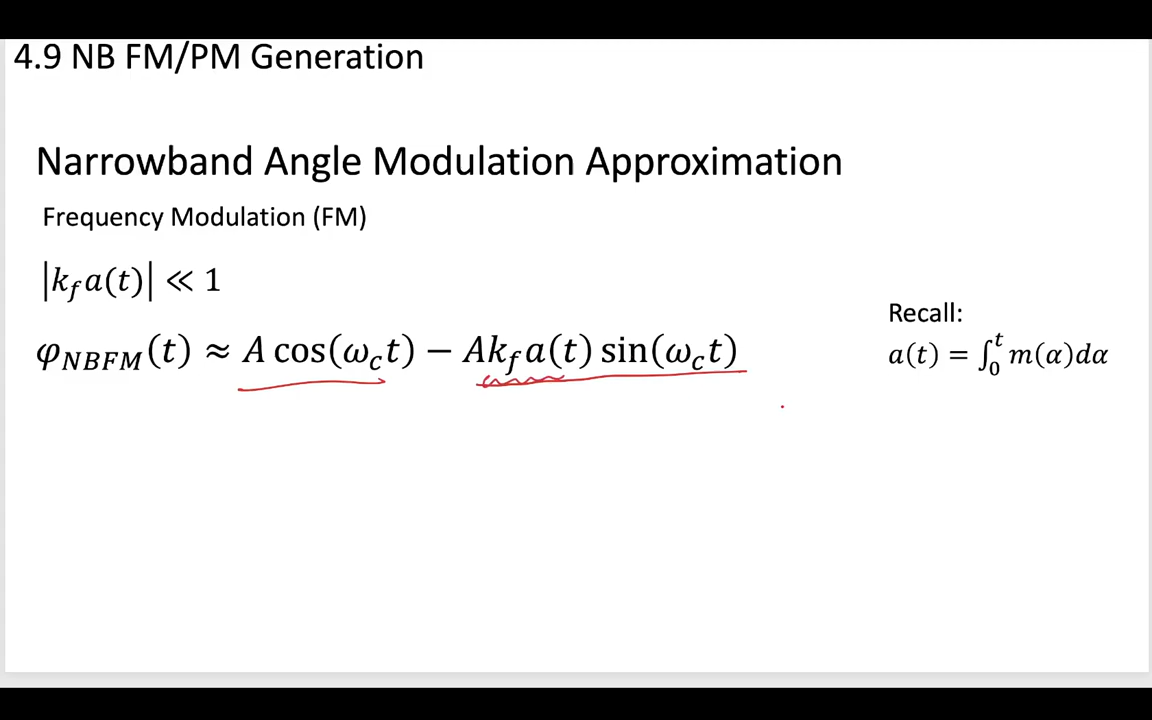 4.9 NB FM/PM Generation
Narrowband Angle Modulation Approximation
Frequency Modulation (FM)
|k_f a(t)| ≪ 1
Recall:
φ_NBFM(t) ≈ A cos(ω_c t) − Ak_f a(t) sin(ω_c t)
a(t) = ∫_0^t m(α)dα